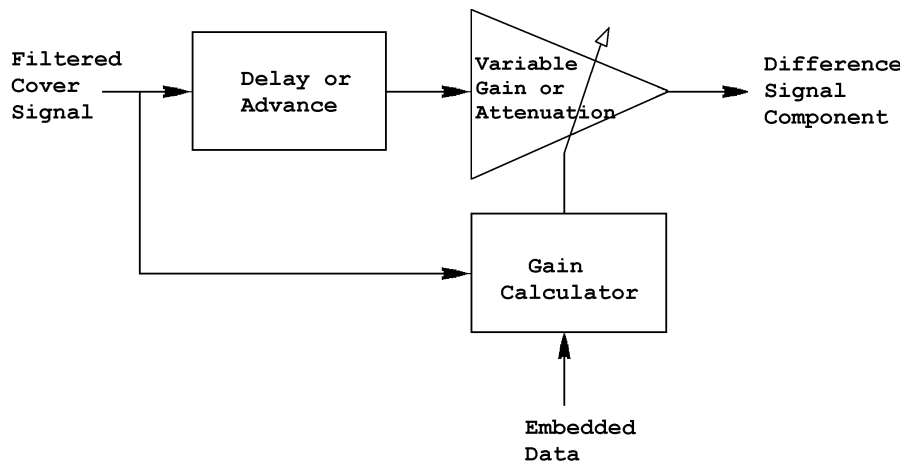 Filtered
Cover
Signal
Delay or
Advance
Variable
Gain or
Attenuation
Difference
Signal
Component
Gain
Calculator
Embedded
Data